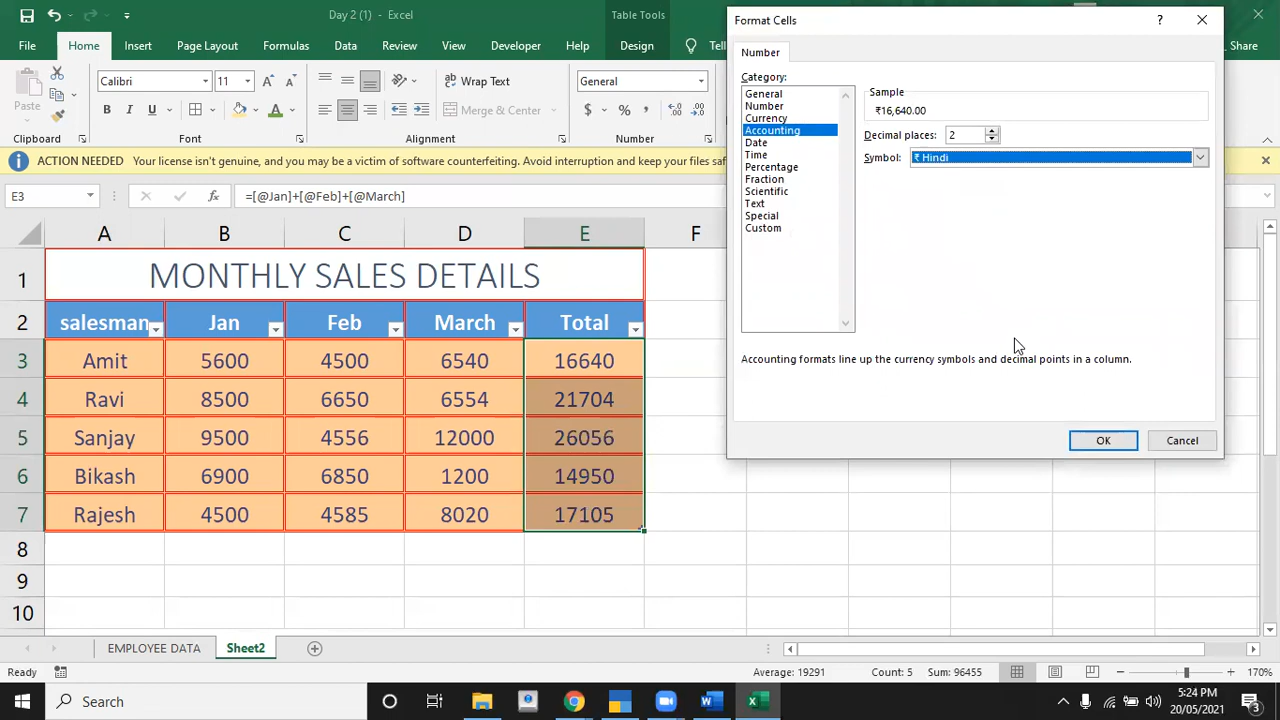 Day 2 (1) - Excel
Table Tools
File Home Insert Page Layout Formulas Data Review View Developer Help Design Tell Share
Paste
Calibri 11 A A
Wrap Text
General
B I U A
Merge & Center
$ % ,
Clipboard Font Alignment Number
ACTION NEEDED Your license isn't genuine, and you may be a victim of software counterfeiting. Avoid interruption and keep your files saf
E3 fx =[@Jan]+[@Feb]+[@March]
A B C D E F
1 MONTHLY SALES DETAILS
2 salesman Jan Feb March Total
3 Amit 5600 4500 6540 16640
4 Ravi 8500 6650 6554 21704
5 Sanjay 9500 4556 12000 26056
6 Bikash 6900 6850 1200 14950
7 Rajesh 4500 4585 8020 17105
8
9
10
Format Cells ?
Number
Category:
General
Number
Currency
Accounting
Date
Time
Percentage
Fraction
Scientific
Text
Special
Custom
Sample
₹16,640.00
Decimal places: 2
Symbol: ₹ Hindi
Accounting formats line up the currency symbols and decimal points in a column.
OK Cancel
EMPLOYEE DATA Sheet2
Ready Average: 19291 Count: 5 Sum: 96455 170%
Search
5:24 PM
20/05/2021
3